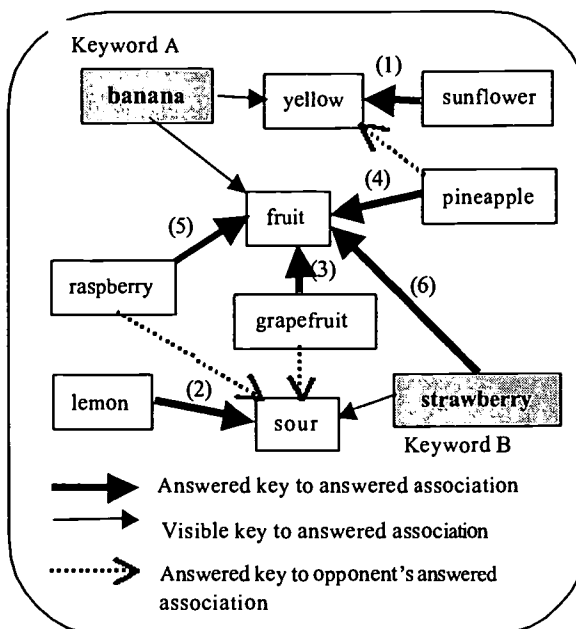 Keyword A
banana
yellow
(1)
sunflower
(4)
pineapple
fruit
(5)
(3)
(6)
raspberry
grapefruit
lemon
(2)
sour
strawberry
Keyword B
Answered key to answered association
Visible key to answered association
Answered key to opponent's answered
association